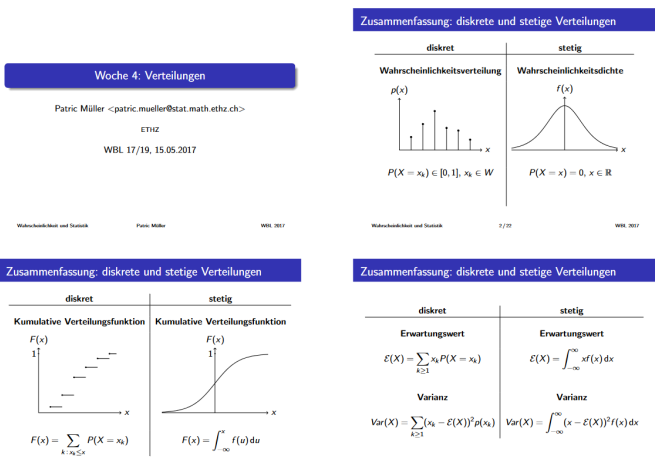 Woche 4: Verteilungen
Patric Müller <patric.mueller@stat.math.ethz.ch>
ETHZ
WBL 17/19, 15.05.2017
Wahrscheinlichkeit und Statistik Patric Müller WBL 2017
Zusammenfassung: diskrete und stetige Verteilungen
diskret stetig
Wahrscheinlichkeitsverteilung Wahrscheinlichkeitsdichte
p(x) f(x)
x x
P(X = x_k) ∈ [0, 1], x_k ∈ W P(X = x) = 0, x ∈ ℝ
Wahrscheinlichkeit und Statistik 2 / 22 WBL 2017
Zusammenfassung: diskrete und stetige Verteilungen
diskret stetig
Kumulative Verteilungsfunktion Kumulative Verteilungsfunktion
F(x) F(x)
1 1
x x
F(x) = ∑_{k : x_k ≤ x} P(X = x_k) F(x) = ∫_{-∞}^{x} f(u) du
Zusammenfassung: diskrete und stetige Verteilungen
diskret stetig
Erwartungswert Erwartungswert
ℰ(X) = ∑_{k≥1} x_k P(X = x_k) ℰ(X) = ∫_{-∞}^{∞} xf(x) dx
Varianz Varianz
Var(X) = ∑_{k≥1} (x_k − ℰ(X))² p(x_k) Var(X) = ∫_{-∞}^{∞} (x − ℰ(X))² f(x) dx